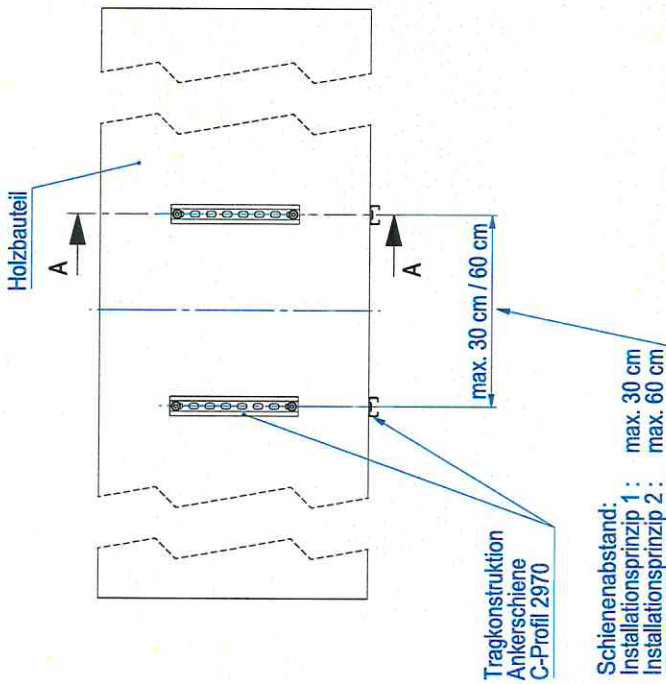 Holzbauteil
A
A
max. 30 cm / 60 cm
Tragkonstruktion
Ankerschiene
C-Profil 2970
Schienenabstand:
Installationsprinzip 1 : max. 30 cm
Installationsprinzip 2 : max. 60 cm